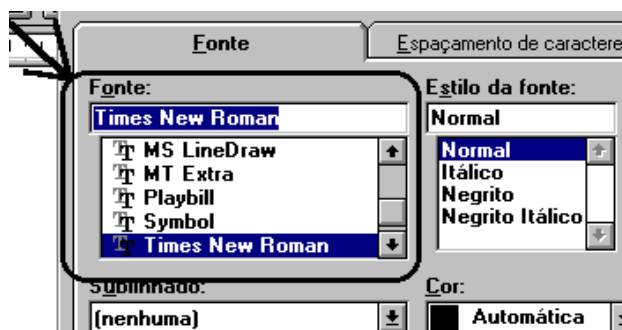 Fonte
Espaçamento de caractere
Fonte:
Times New Roman
MS LineDraw
MT Extra
Playbill
Symbol
Times New Roman
Estilo da fonte:
Normal
Normal
Itálico
Negrito
Negrito Itálico
Sublinhado:
(nenhuma)
Cor:
Automática